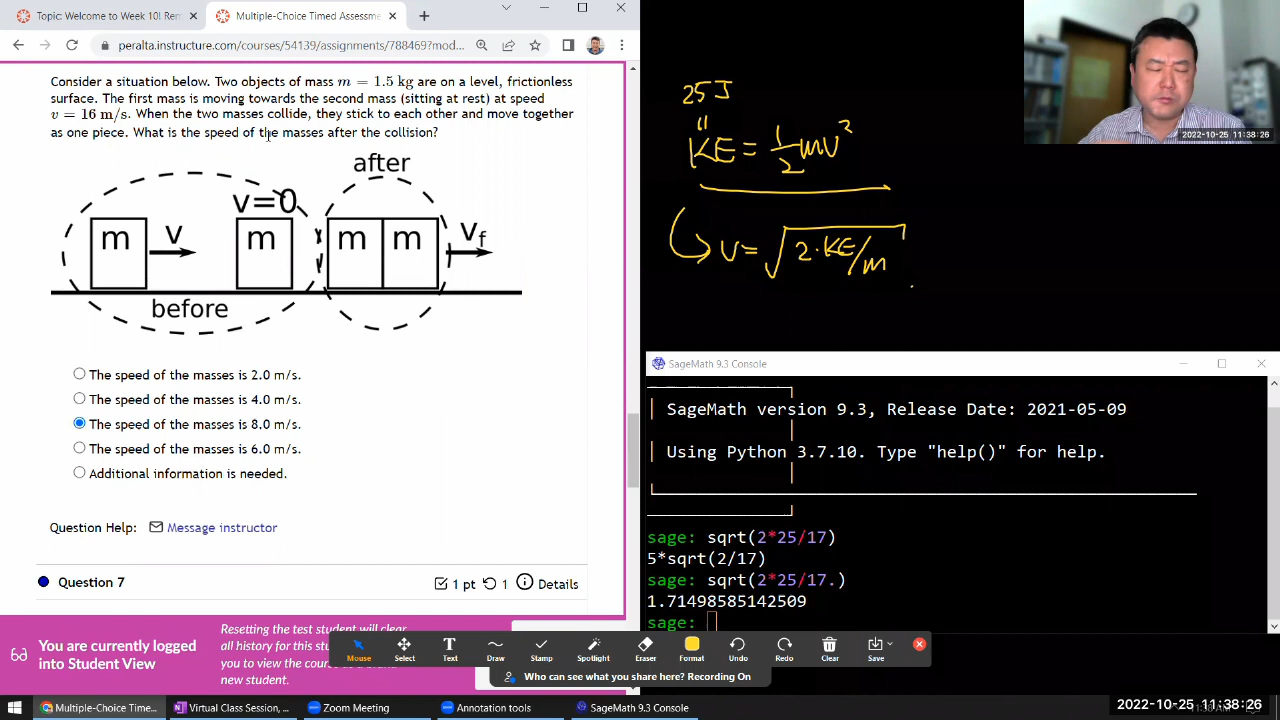 Topic: Welcome to Week 10! Rem
Multiple-Choice Timed Assessme
peralta.instructure.com/courses/54139/assignments/788469?mod...
Consider a situation below. Two objects of mass m = 1.5 kg are on a level, frictionless
surface. The first mass is moving towards the second mass (sitting at rest) at speed
v = 16 m/s. When the two masses collide, they stick to each other and move together
as one piece. What is the speed of the masses after the collision?
after
v=0
m
v
m
m
m
vf
before
The speed of the masses is 2.0 m/s.
The speed of the masses is 4.0 m/s.
The speed of the masses is 8.0 m/s.
The speed of the masses is 6.0 m/s.
Additional information is needed.
Question Help: Message instructor
Question 7
1 pt
1
Details
You are currently logged
into Student View
Resetting the test student will clear
all history for this stu
you to view the course as a bran
new student.
25 J
"
KE = 1/2 mv²
v = √2·KE/m
2022-10-25 11:38:26
SageMath 9.3 Console
SageMath version 9.3, Release Date: 2021-05-09
Using Python 3.7.10. Type "help()" for help.
sage: sqrt(2*25/17)
5*sqrt(2/17)
sage: sqrt(2*25/17.)
1.71498585142509
sage:
Mouse
Select
Text
Draw
Stamp
Spotlight
Eraser
Format
Undo
Redo
Clear
Save
Who can see what you share here? Recording On
Multiple-Choice Time...
Virtual Class Session, ...
Zoom Meeting
Annotation tools
SageMath 9.3 Console
2022-10-25 11:38:26